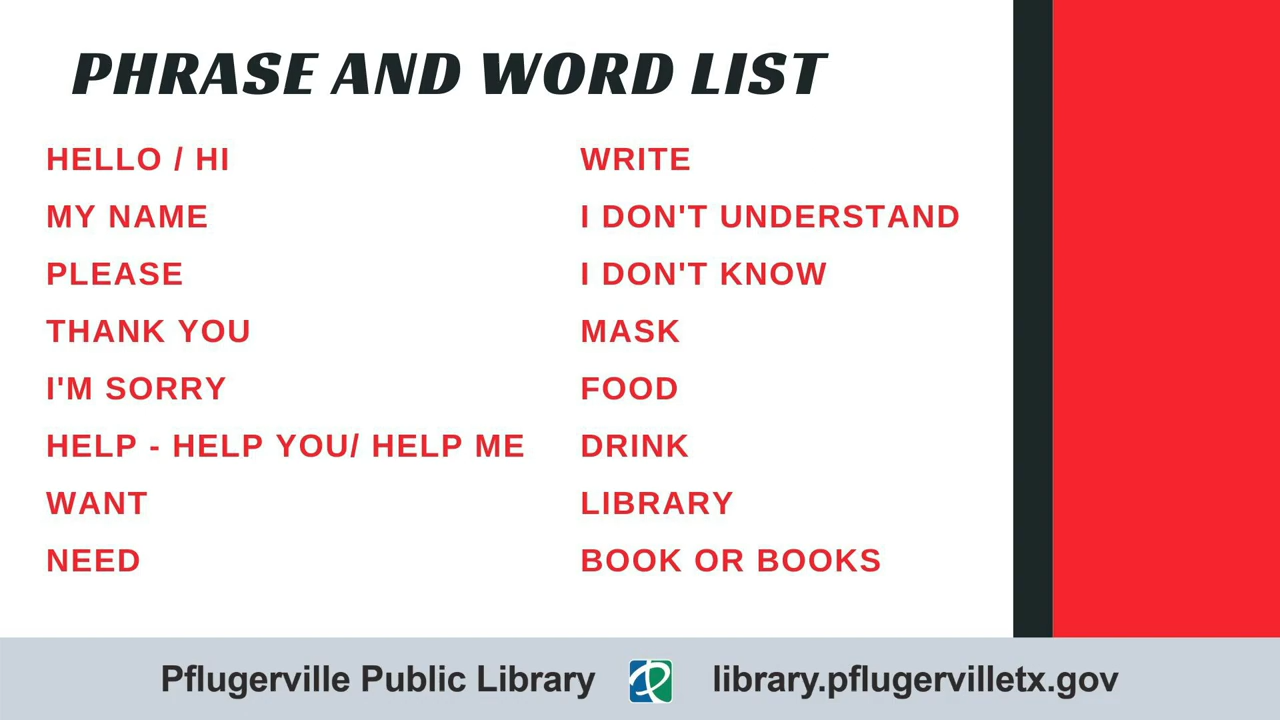 PHRASE AND WORD LIST
HELLO / HI
MY NAME
PLEASE
THANK YOU
I'M SORRY
HELP - HELP YOU/ HELP ME
WANT
NEED
WRITE
I DON'T UNDERSTAND
I DON'T KNOW
MASK
FOOD
DRINK
LIBRARY
BOOK OR BOOKS
Pflugerville Public Library
library.pflugervilletx.gov